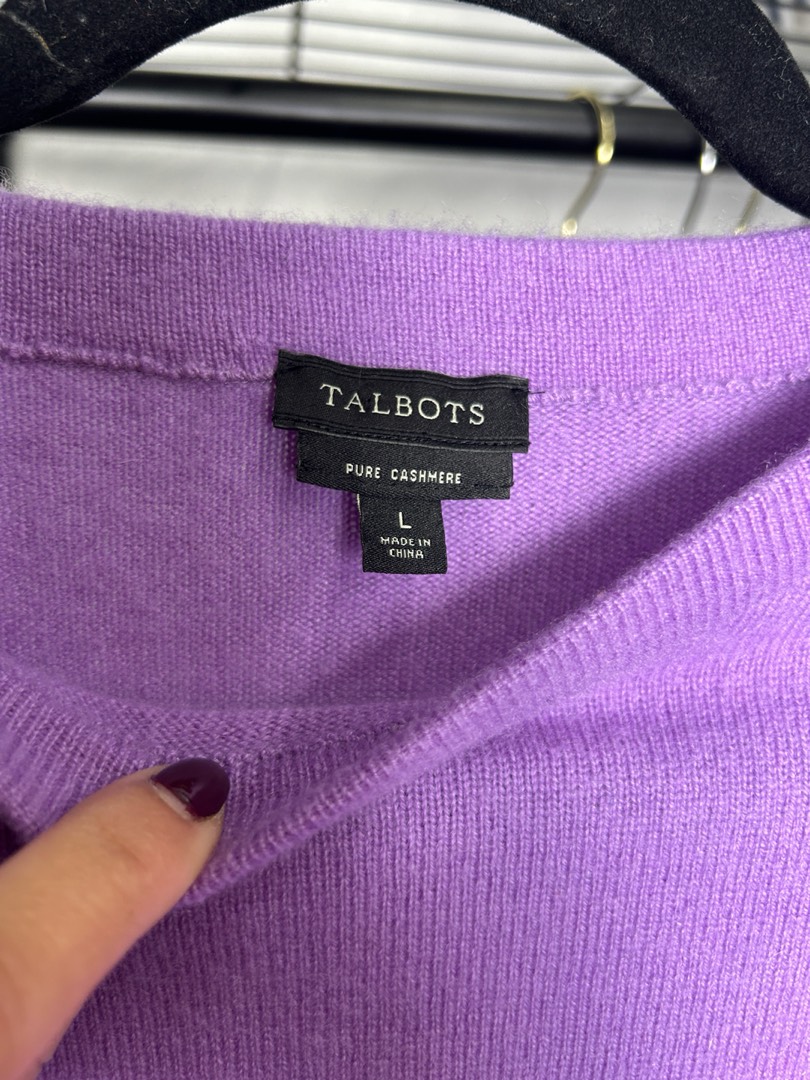 TALBOTS
PURE CASHMERE
L
MADE IN
CHINA